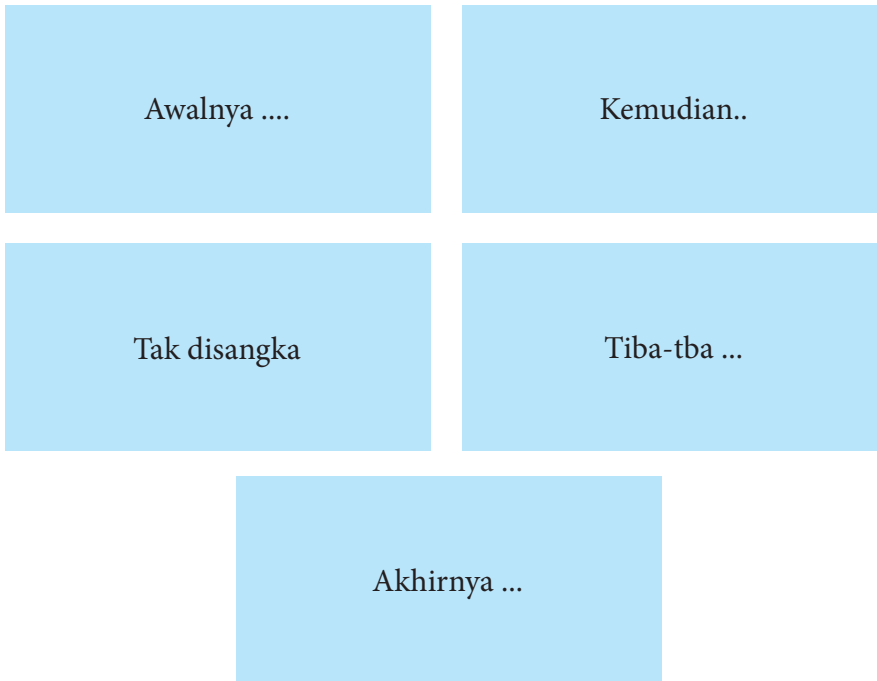 Awalnya ....
Kemudian..
Tak disangka
Tiba-tba ...
Akhirnya ...